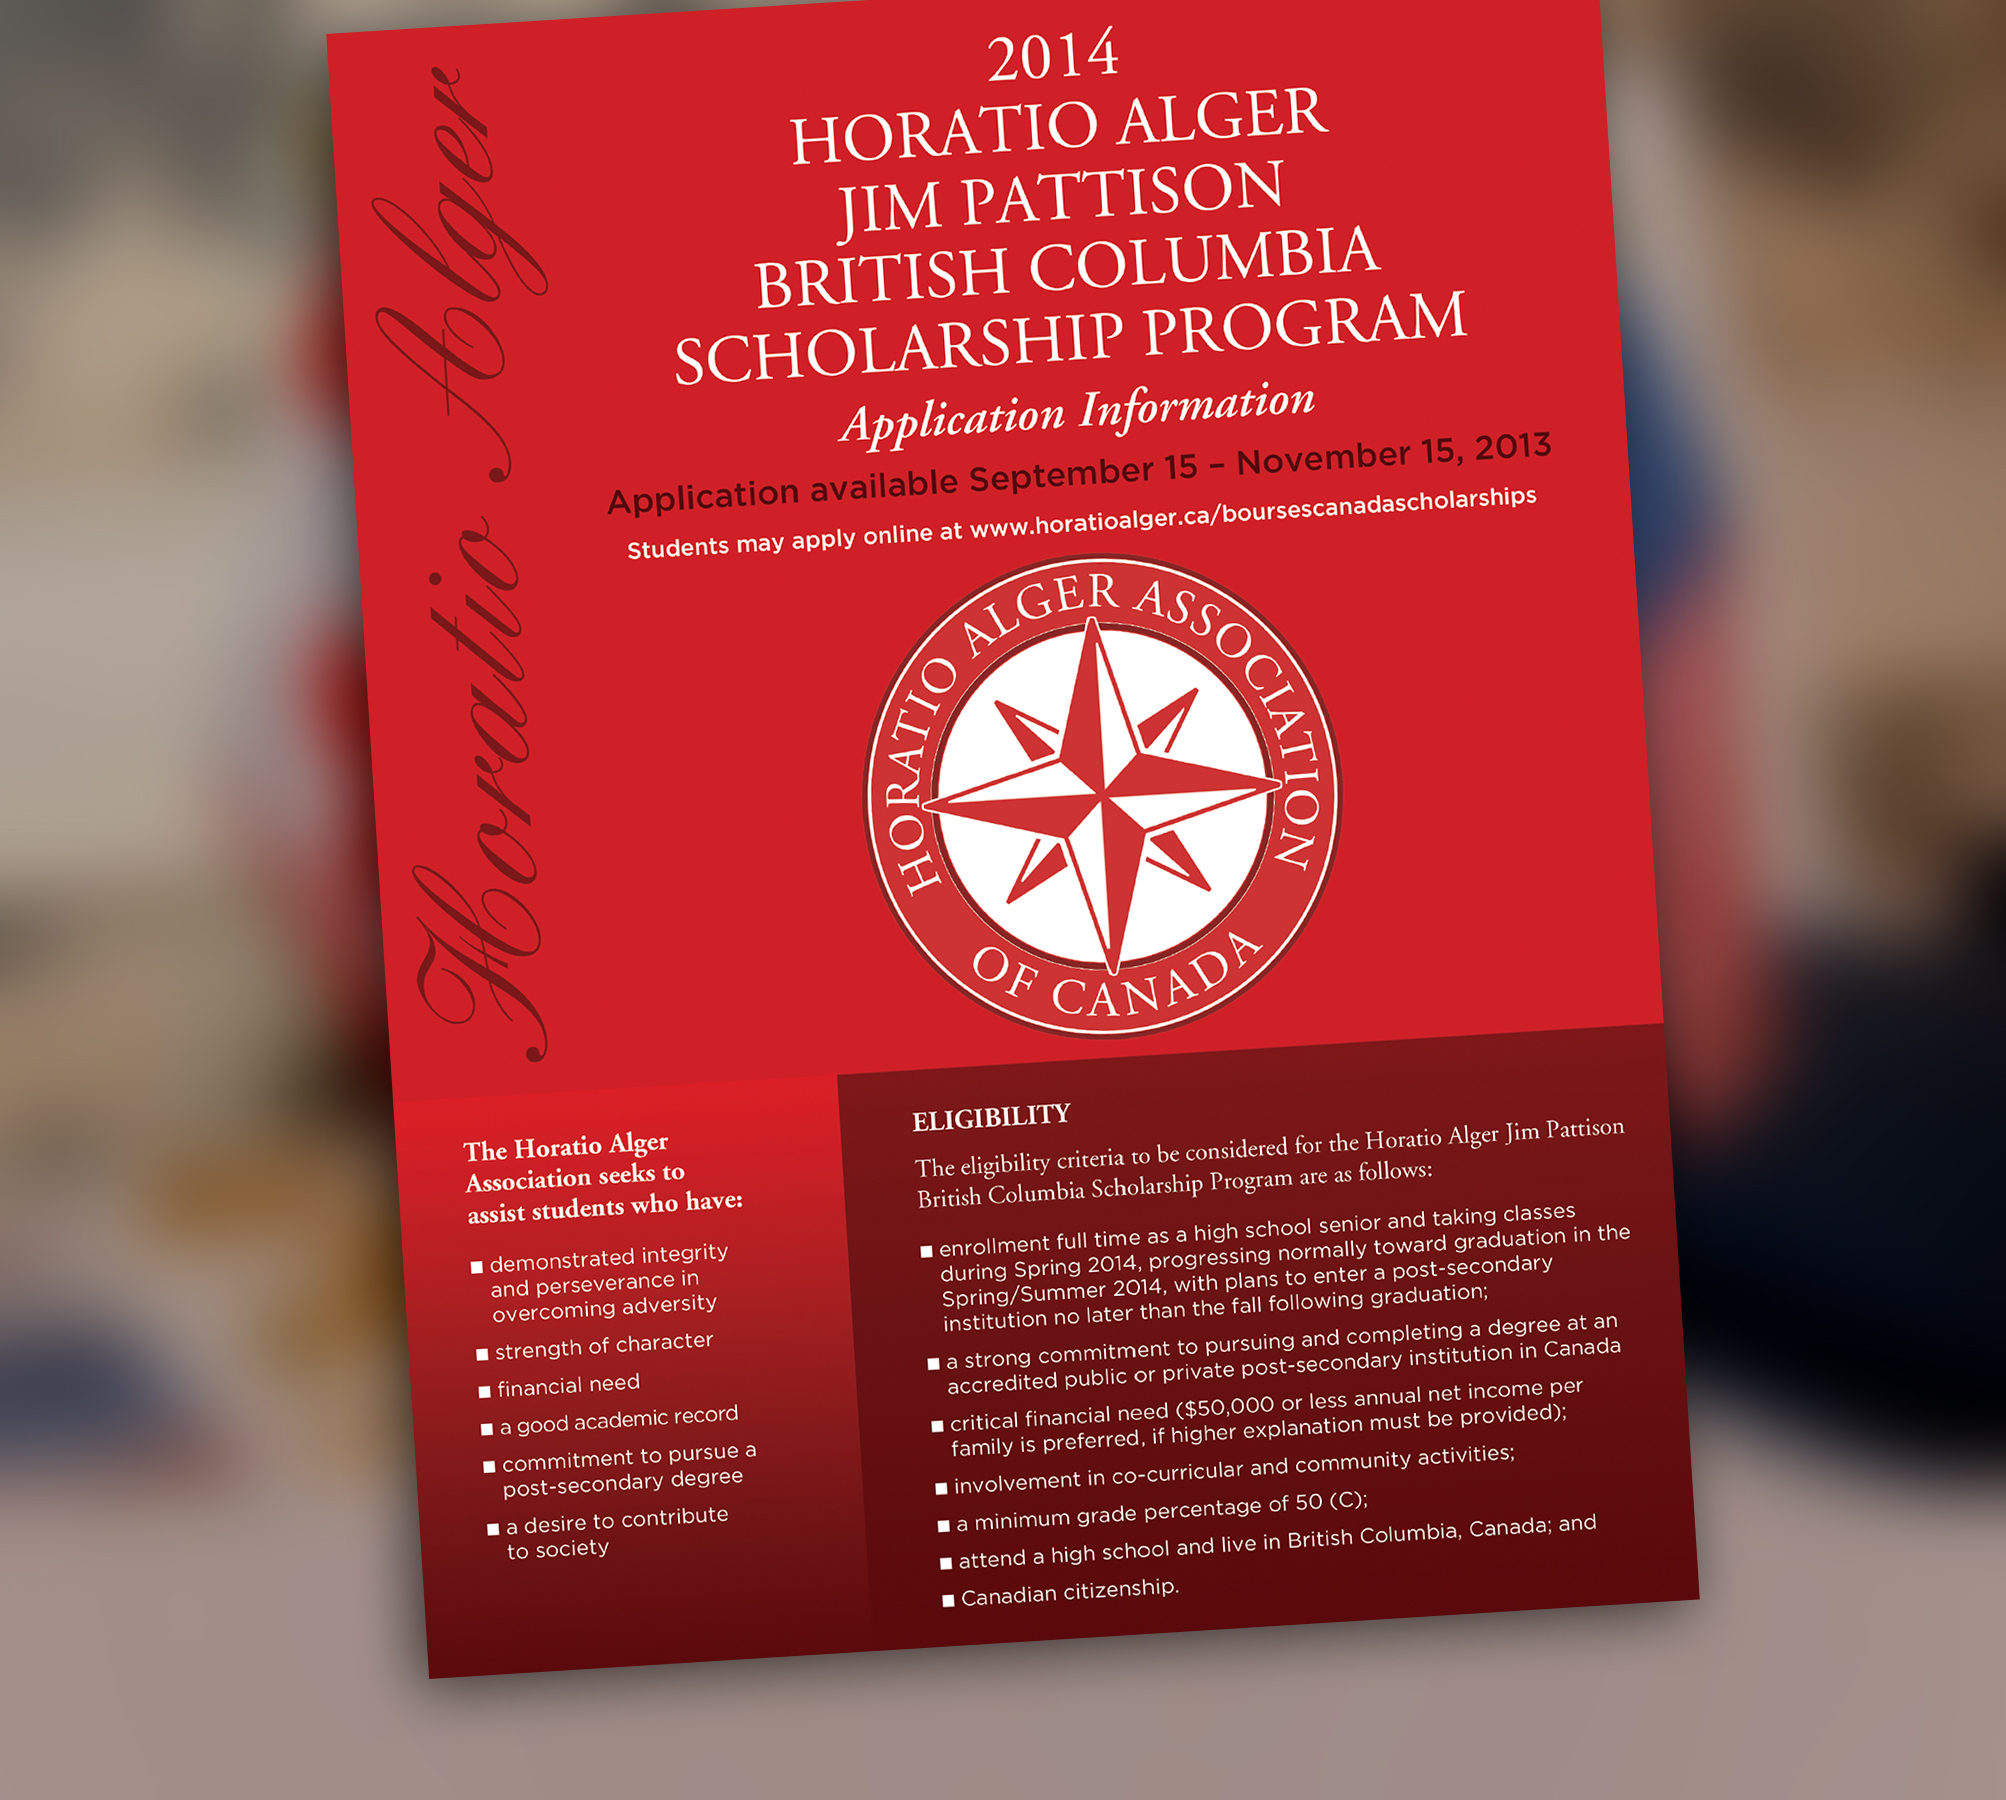 Horatio Alger
2014
HORATIO ALGER
JIM PATTISON
BRITISH COLUMBIA
SCHOLARSHIP PROGRAM
Application Information
Application available September 15 – November 15, 2013
Students may apply online at www.horatioalger.ca/boursescanadascholarships
HORATIO ALGER ASSOCIATION
OF CANADA
The Horatio Alger
Association seeks to
assist students who have:
■ demonstrated integrity
and perseverance in
overcoming adversity
■ strength of character
■ financial need
■ a good academic record
■ commitment to pursue a
post-secondary degree
■ a desire to contribute
to society
ELIGIBILITY
The eligibility criteria to be considered for the Horatio Alger Jim Pattison
British Columbia Scholarship Program are as follows:
■ enrollment full time as a high school senior and taking classes
during Spring 2014, progressing normally toward graduation in the
Spring/Summer 2014, with plans to enter a post-secondary
institution no later than the fall following graduation;
■ a strong commitment to pursuing and completing a degree at an
accredited public or private post-secondary institution in Canada
■ critical financial need ($50,000 or less annual net income per
family is preferred, if higher explanation must be provided);
■ involvement in co-curricular and community activities;
■ a minimum grade percentage of 50 (C);
■ attend a high school and live in British Columbia, Canada; and
■ Canadian citizenship.